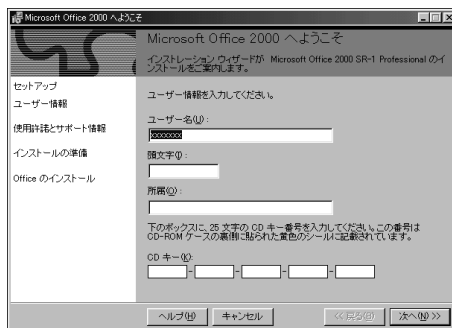 Microsoft Office 2000 へようこそ
Microsoft Office 2000 へようこそ
インストレーション ウィザードが Microsoft Office 2000 SR-1 Professional のイ
ンストールをご案内します。
セットアップ
ユーザー情報
使用許諾とサポート情報
インストールの準備
Office のインストール
ユーザー情報を入力してください。
ユーザー名(U) :
xxxxxxx
頭文字(I) :
所属(O) :
下のボックスに、25 文字の CD キー番号を入力してください。この番号は
CD-ROM ケースの裏側に貼られた黄色のシールに記載されています。
CD キー(K):
- - - -
ヘルプ(H) キャンセル << 戻る(B) 次へ(N) >>